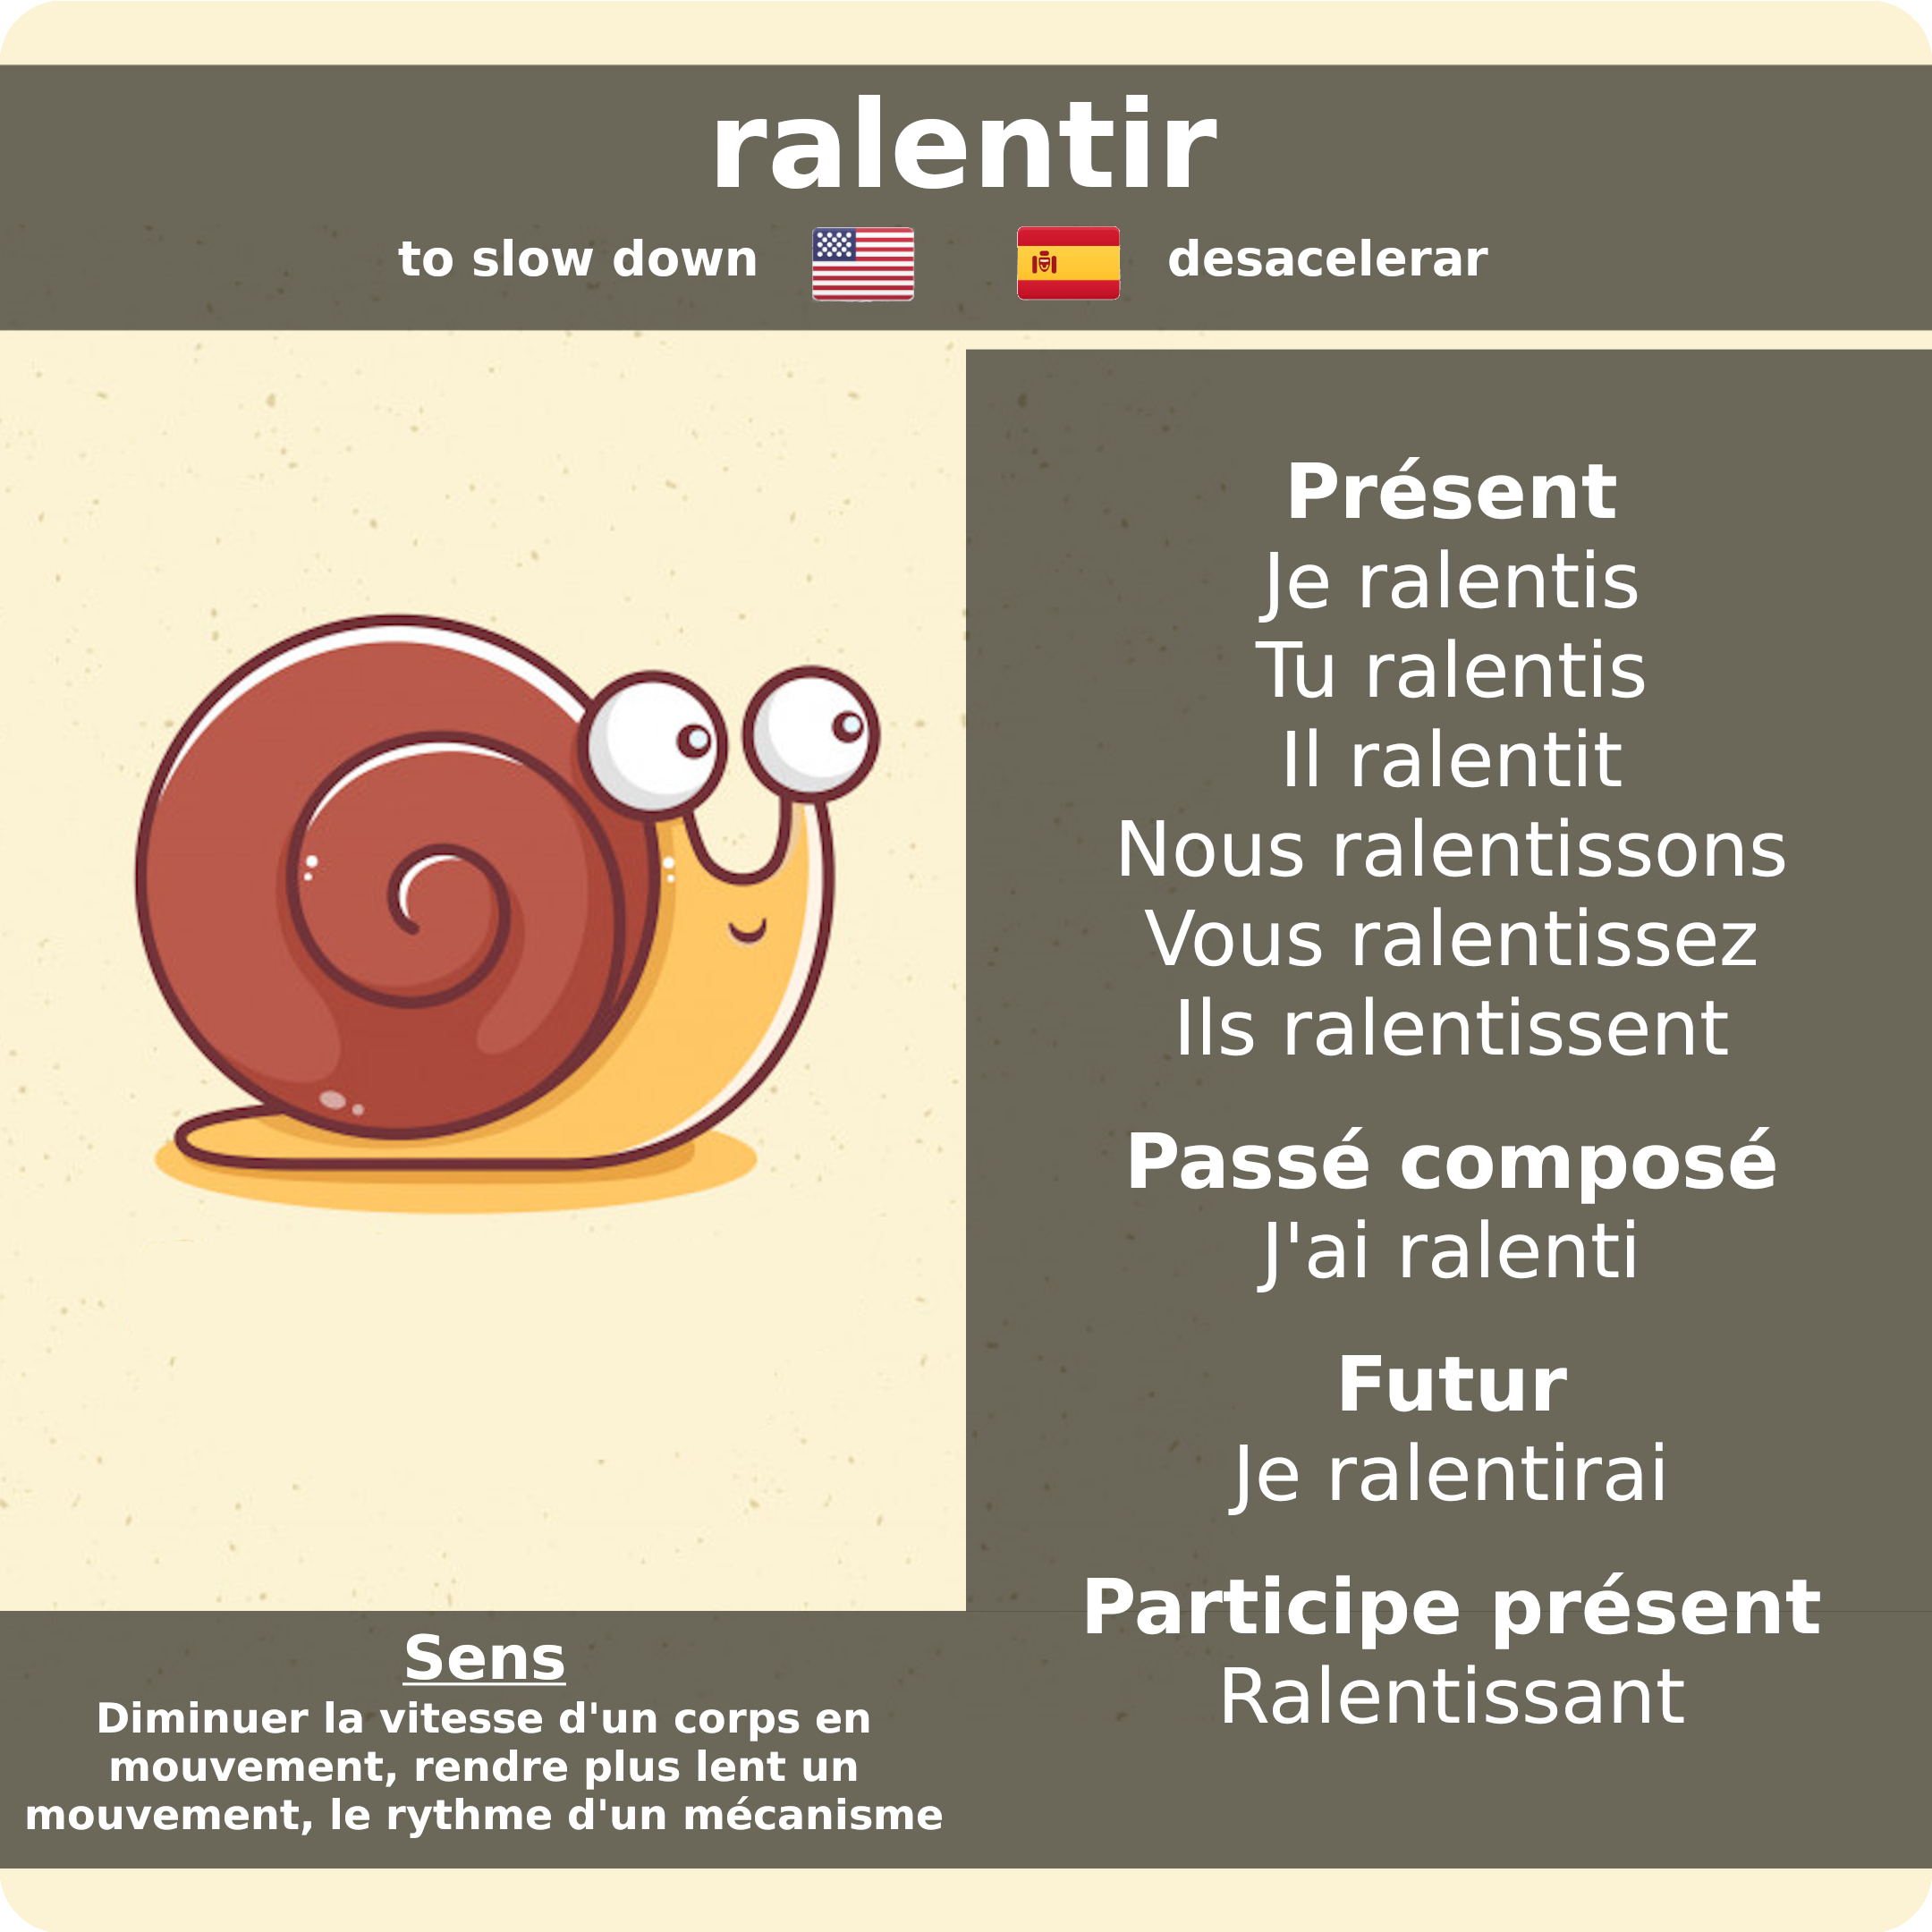 ralentir
to slow down
desacelerar
Présent
Je ralentis
Tu ralentis
Il ralentit
Nous ralentissons
Vous ralentissez
Ils ralentissent
Passé composé
J'ai ralenti
Futur
Je ralentirai
Participe présent
Ralentissant
Sens
Diminuer la vitesse d'un corps en
mouvement, rendre plus lent un
mouvement, le rythme d'un mécanisme